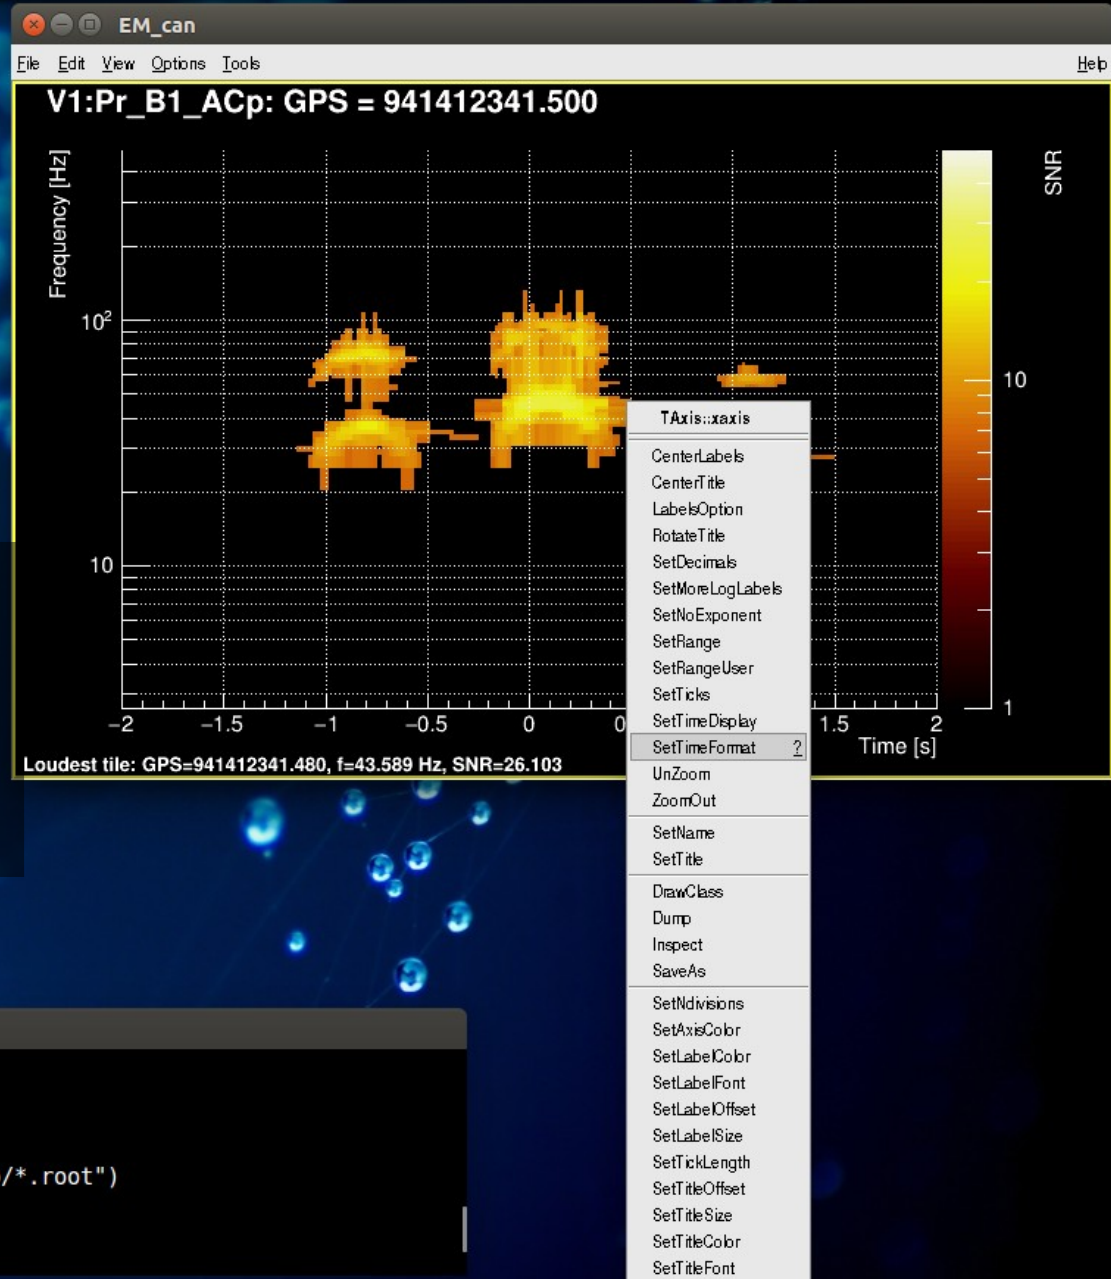 EM_can
File Edit View Options Tools Help
V1:Pr_B1_ACp: GPS = 941412341.500
Frequency [Hz]
SNR
10²
10
10
1
-2 -1.5 -1 -0.5 0 0 1.5 2
Time [s]
Loudest tile: GPS=941412341.480, f=43.589 Hz, SNR=26.103
TAxis::xaxis
CenterLabels
CenterTitle
LabelsOption
RotateTitle
SetDecimals
SetMoreLogLabels
SetNoExponent
SetRange
SetRangeUser
SetTicks
SetTimeDisplay
SetTimeFormat ?
UnZoom
ZoomOut
SetName
SetTitle
DrawClass
Dump
Inspect
SaveAs
SetNdivisions
SetAxisColor
SetLabelColor
SetLabelFont
SetLabelOffset
SetLabelSize
SetTickLength
SetTitleOffset
SetTitleSize
SetTitleColor
SetTitleFont
/*.root")